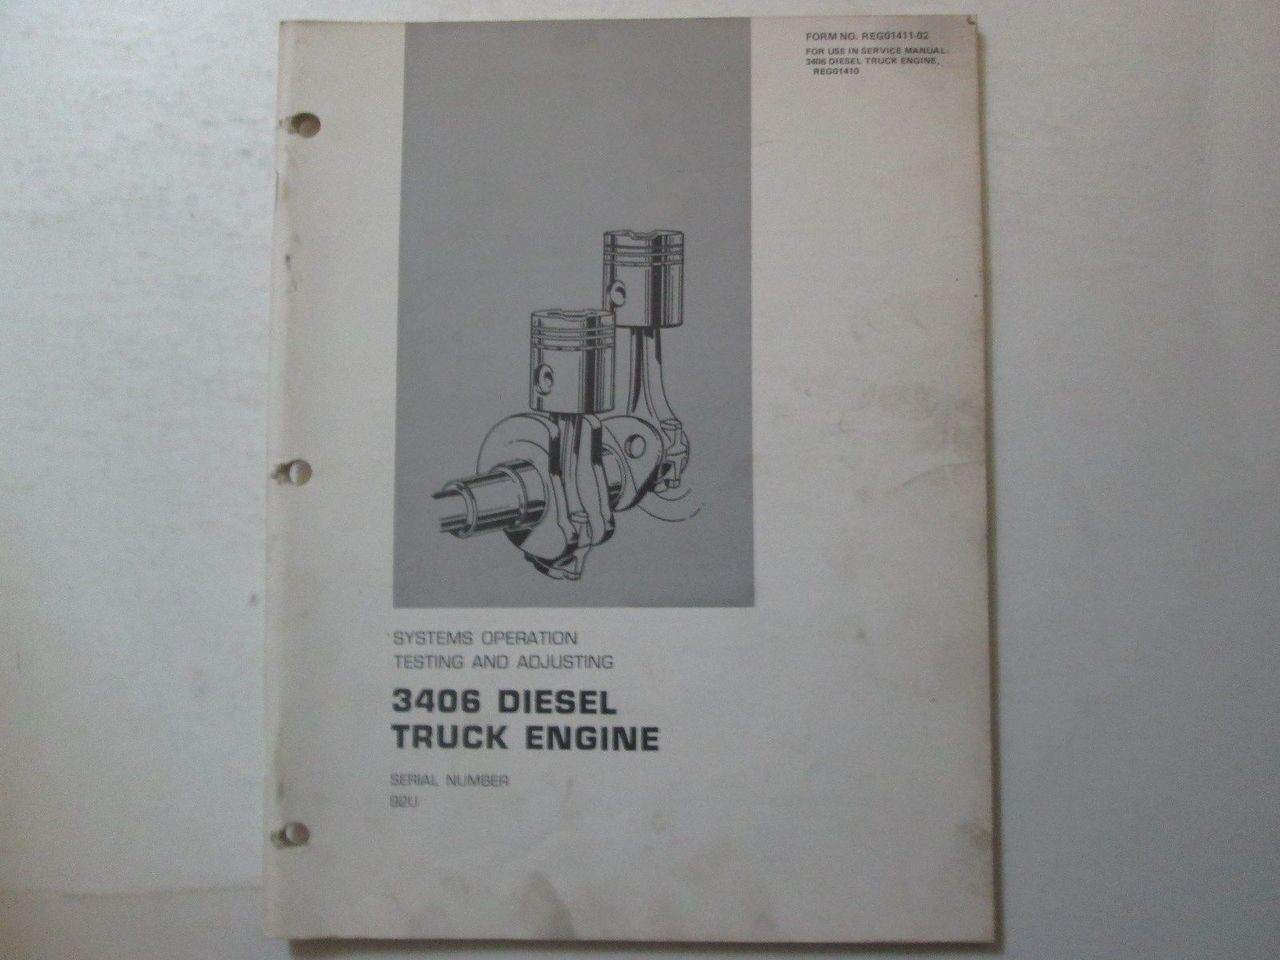 FORM NO. REG01411-02
FOR USE IN SERVICE MANUAL:
3406 DIESEL TRUCK ENGINE,
REG01410
SYSTEMS OPERATION
TESTING AND ADJUSTING
3406 DIESEL
TRUCK ENGINE
SERIAL NUMBER
92U